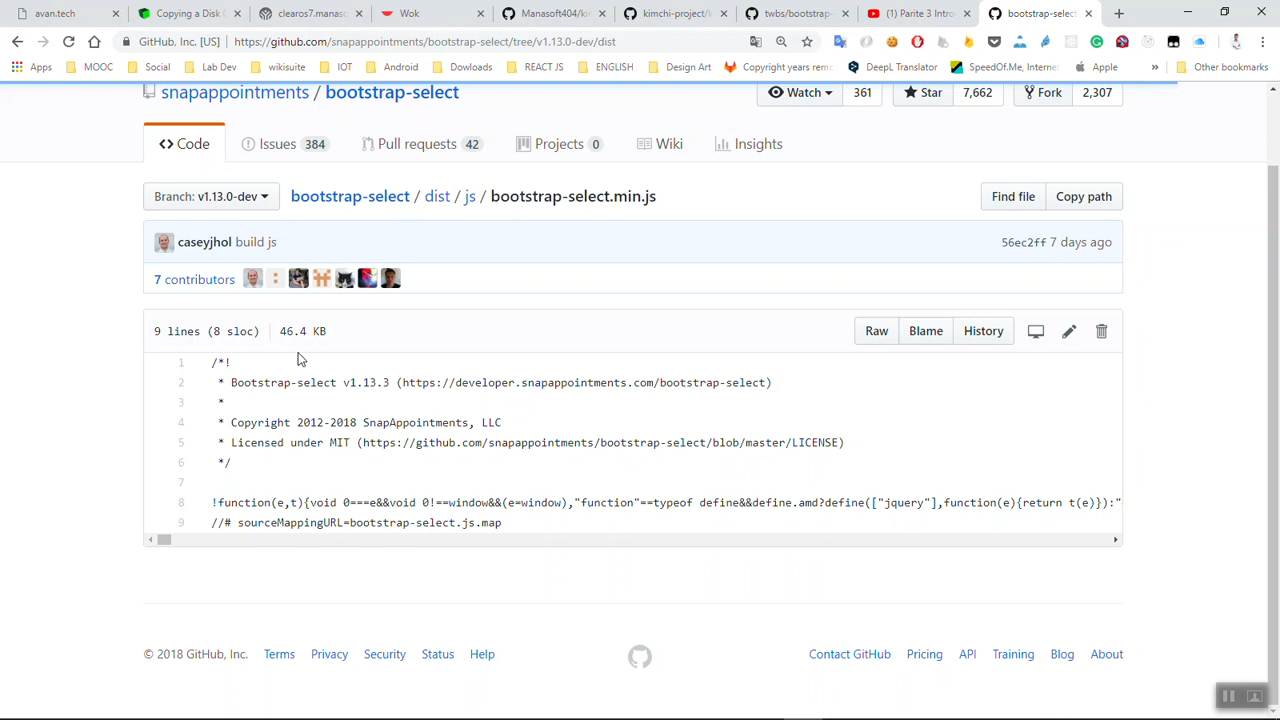 avan.tech
Copying a Disk C
clearos7.manaso
Wok
Manasoft404/ki
kimchi-project/k
twbs/bootstrap-
Parite 3 Intro
bootstrap-select
GitHub, Inc. [US] https://github.com/snapappointments/bootstrap-select/tree/v1.13.0-dev/dist
Apps MOOC Social Lab Dev wikisuite IOT Android Dowloads REACT JS ENGLISH Design Art Copyright years rem DeepL Translator SpeedOf.Me, Internet Apple » Other bookmarks
snapappointments / bootstrap-select
Watch 361 Star 7,662 Fork 2,307
<> Code Issues 384 Pull requests 42 Projects 0 Wiki Insights
Branch: v1.13.0-dev bootstrap-select / dist / js / bootstrap-select.min.js Find file Copy path
caseyjhol build js 56ec2ff 7 days ago
7 contributors
9 lines (8 sloc) 46.4 KB Raw Blame History
1 /*!
2 * Bootstrap-select v1.13.3 (https://developer.snapappointments.com/bootstrap-select)
3 *
4 * Copyright 2012-2018 SnapAppointments, LLC
5 * Licensed under MIT (https://github.com/snapappointments/bootstrap-select/blob/master/LICENSE)
6 */
7
8 !function(e,t){void 0===e&&void 0!==window&&(e=window),"function"==typeof define&&define.amd?define(["jquery"],function(e){return t(e)}):"
9 //# sourceMappingURL=bootstrap-select.js.map
© 2018 GitHub, Inc. Terms Privacy Security Status Help Contact GitHub Pricing API Training Blog About